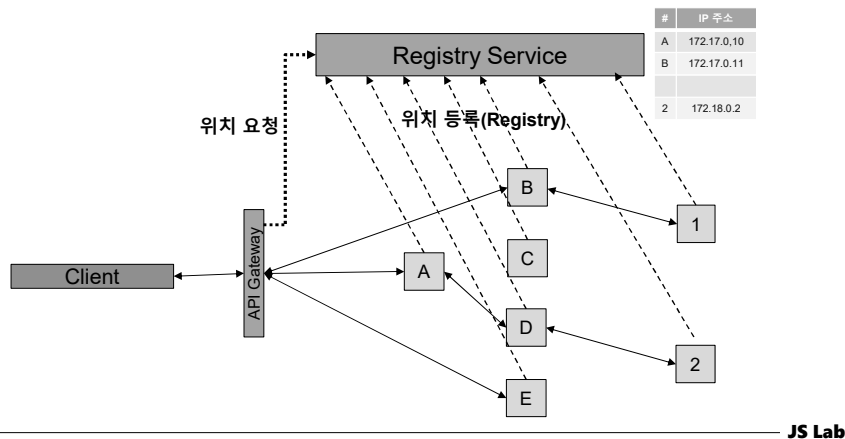 # IP 주소
A 172.17.0,10
B 172.17.0.11
2 172.18.0.2
Registry Service
위치 요청
위치 등록(Registry)
B
1
C
A
API Gateway
Client
D
2
E
JS Lab